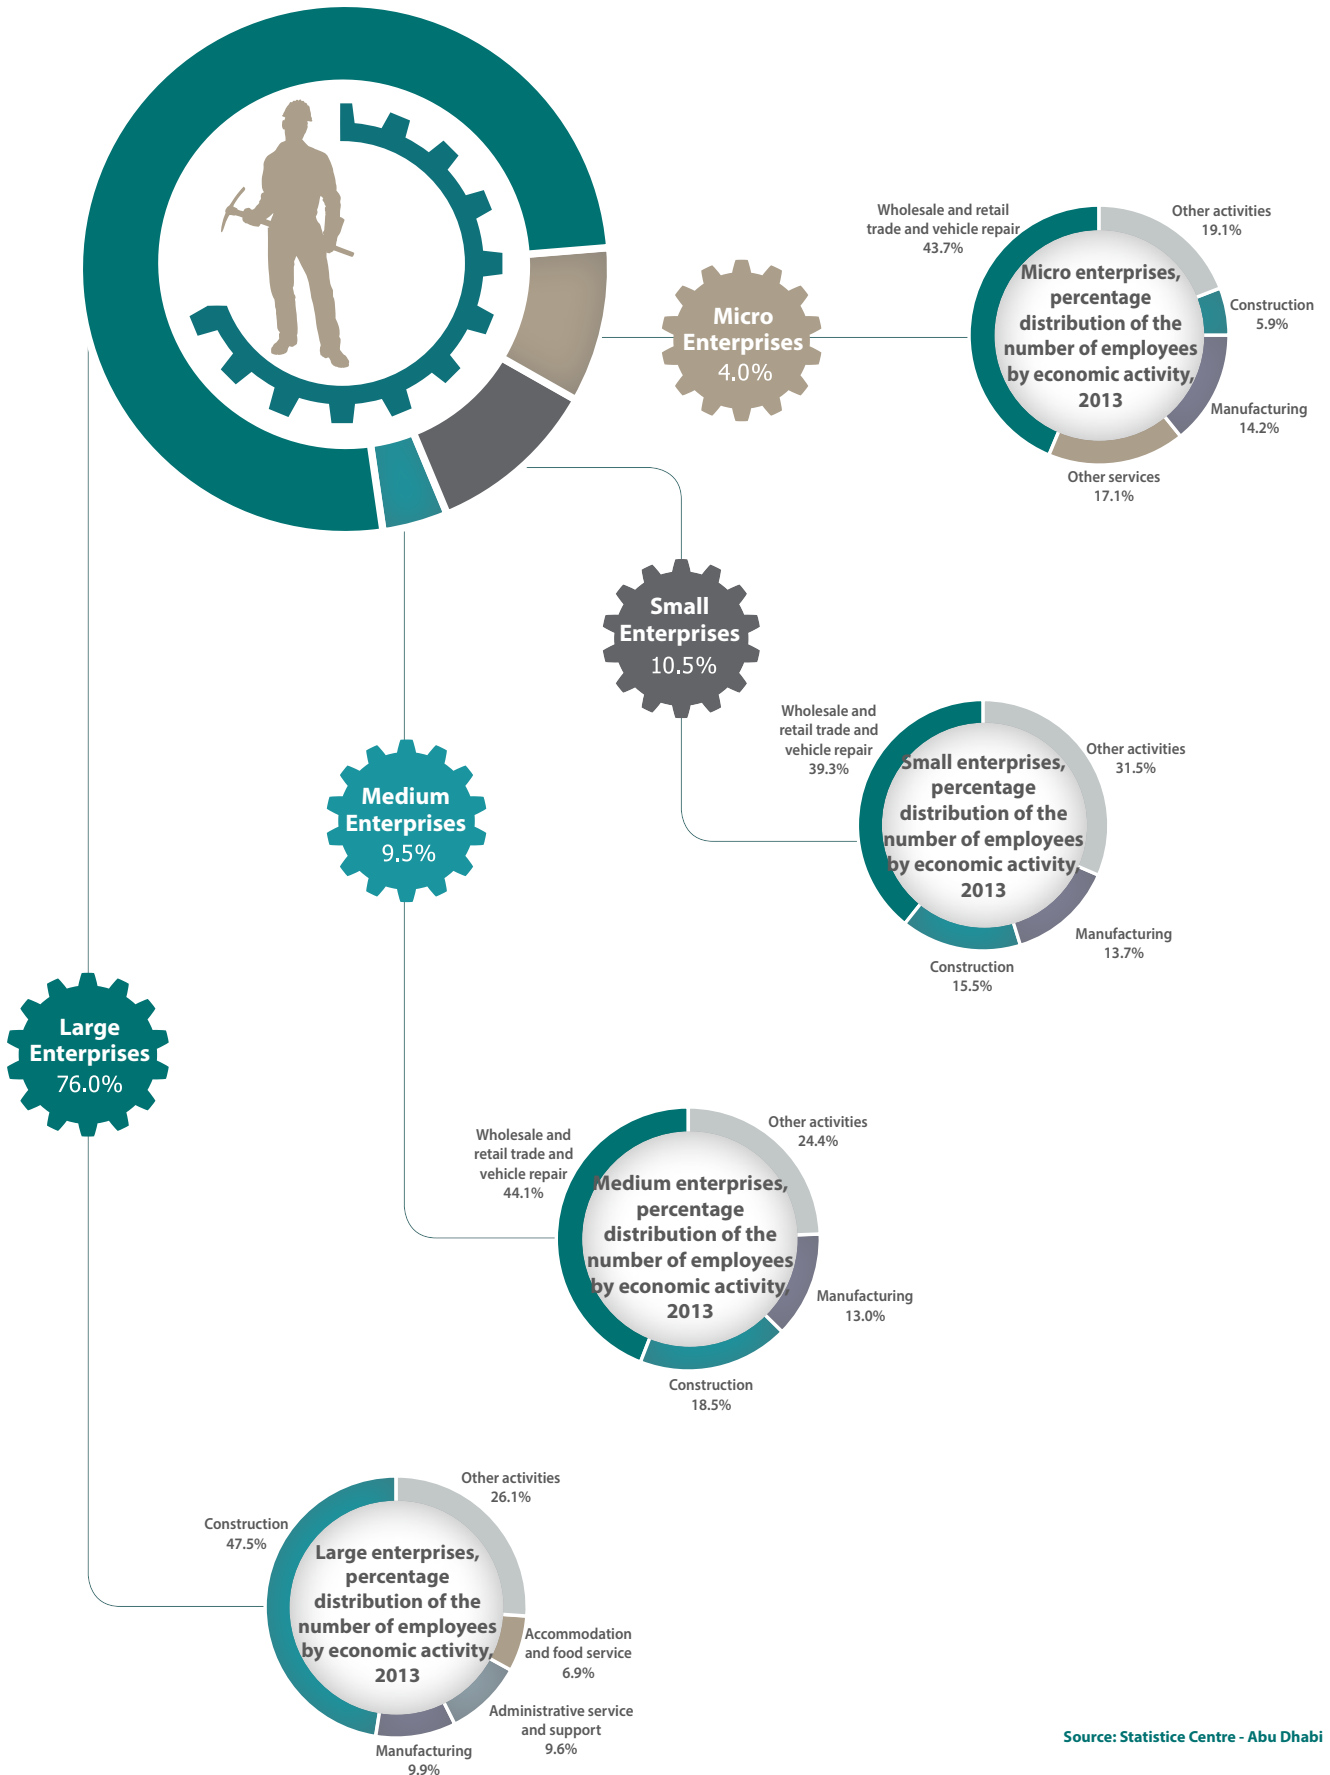 Micro
Enterprises
4.0%
Wholesale and retail
trade and vehicle repair
43.7%
Other activities
19.1%
Construction
5.9%
Manufacturing
14.2%
Other services
17.1%
Micro enterprises,
percentage
distribution of the
number of employees
by economic activity,
2013
Small
Enterprises
10.5%
Wholesale and
retail trade and
vehicle repair
39.3%
Other activities
31.5%
Manufacturing
13.7%
Construction
15.5%
Small enterprises,
percentage
distribution of the
number of employees
by economic activity,
2013
Medium
Enterprises
9.5%
Wholesale and
retail trade and
vehicle repair
44.1%
Other activities
24.4%
Manufacturing
13.0%
Construction
18.5%
Medium enterprises,
percentage
distribution of the
number of employees
by economic activity,
2013
Large
Enterprises
76.0%
Construction
47.5%
Other activities
26.1%
Accommodation
and food service
6.9%
Administrative service
and support
9.6%
Manufacturing
9.9%
Large enterprises,
percentage
distribution of the
number of employees
by economic activity,
2013
Source: Statistice Centre - Abu Dhabi